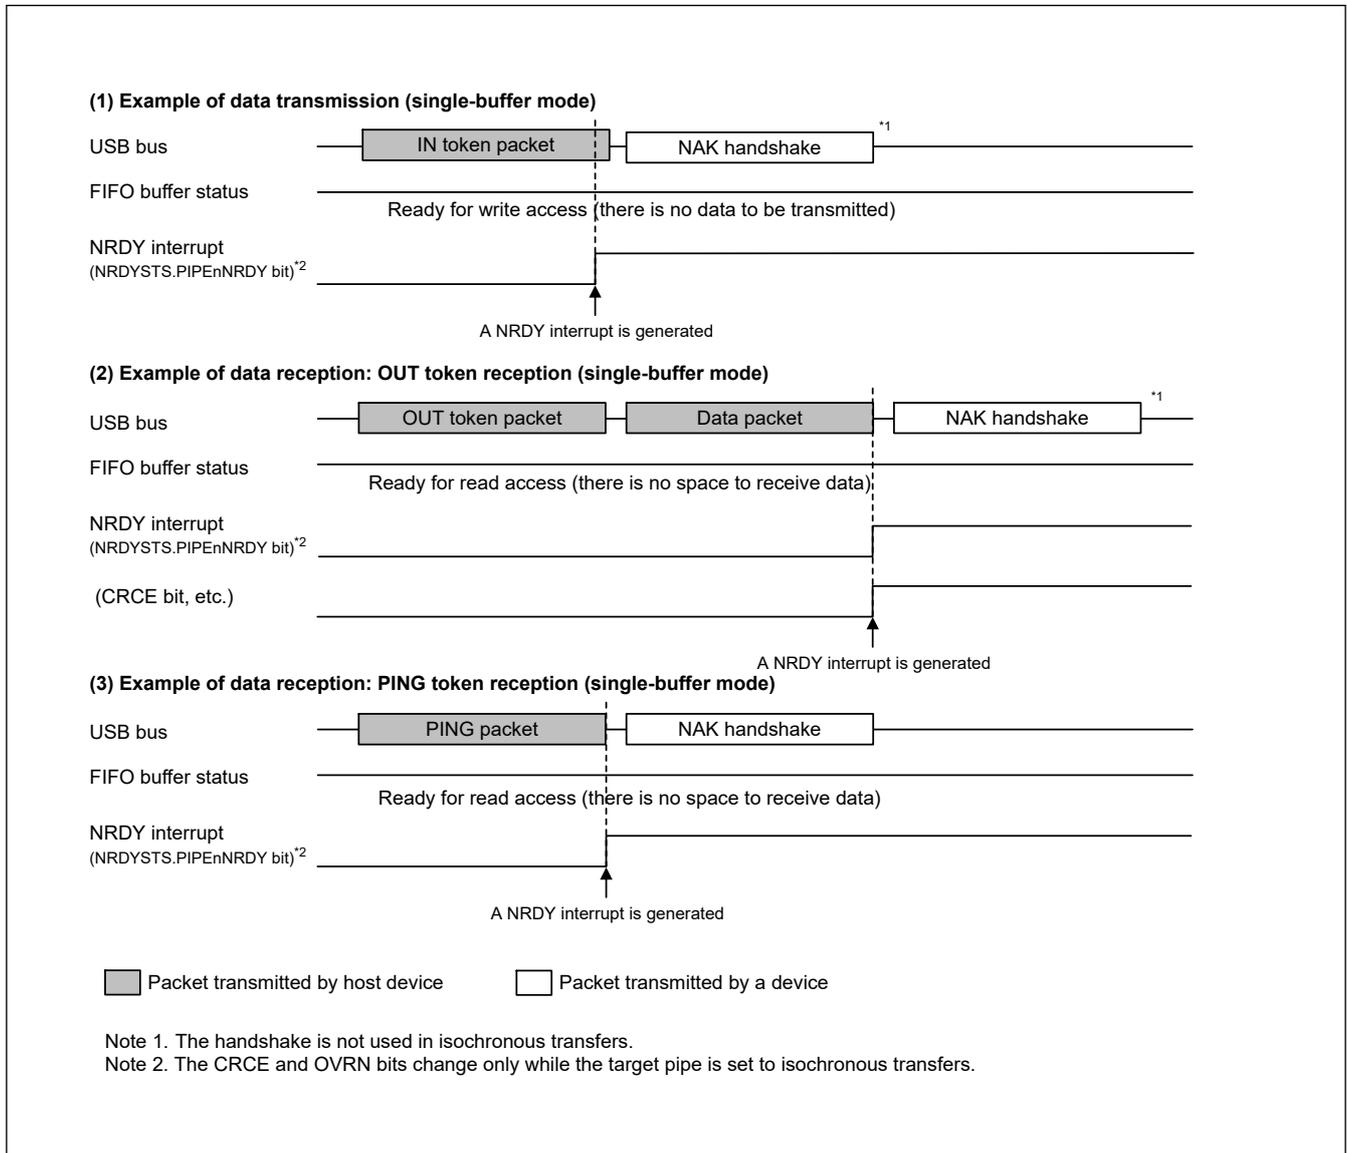 (1) Example of data transmission (single-buffer mode)
USB bus
IN token packet
NAK handshake
*1
FIFO buffer status
Ready for write access (there is no data to be transmitted)
NRDY interrupt
(NRDYSTS.PIPEnNRDY bit)*2
A NRDY interrupt is generated
(2) Example of data reception: OUT token reception (single-buffer mode)
USB bus
OUT token packet
Data packet
NAK handshake
*1
FIFO buffer status
Ready for read access (there is no space to receive data)
NRDY interrupt
(NRDYSTS.PIPEnNRDY bit)*2
(CRCE bit, etc.)
A NRDY interrupt is generated
(3) Example of data reception: PING token reception (single-buffer mode)
USB bus
PING packet
NAK handshake
FIFO buffer status
Ready for read access (there is no space to receive data)
NRDY interrupt
(NRDYSTS.PIPEnNRDY bit)*2
A NRDY interrupt is generated
Packet transmitted by host device
Packet transmitted by a device
Note 1. The handshake is not used in isochronous transfers.
Note 2. The CRCE and OVRN bits change only while the target pipe is set to isochronous transfers.